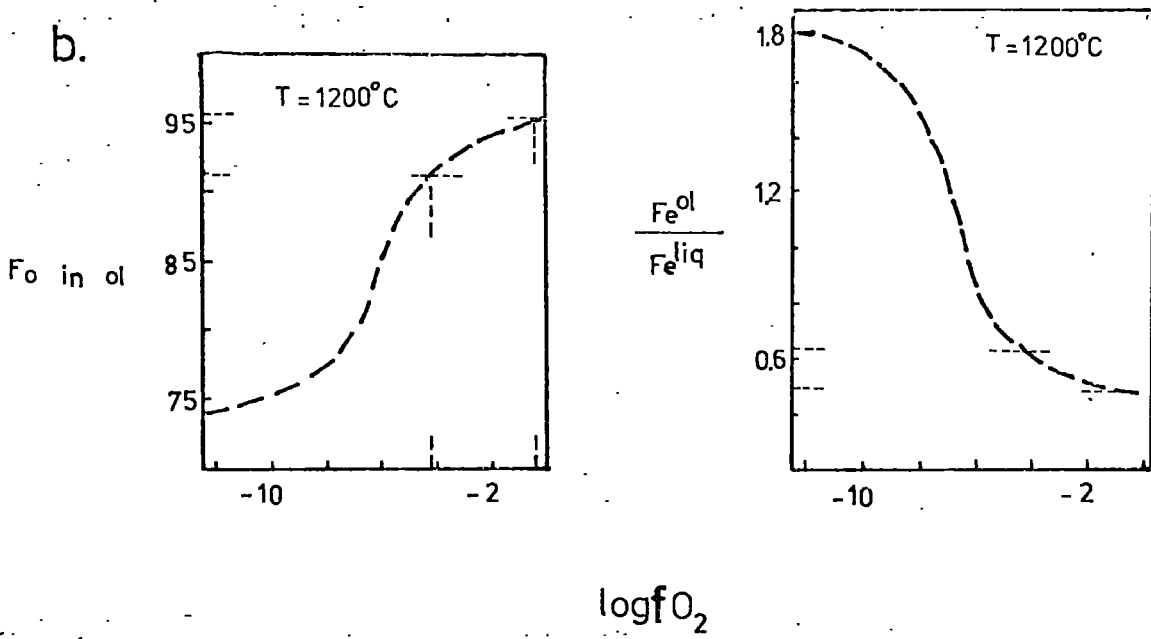 b.
T = 1200°C
95
85
75
Fo in ol
-10
-2
T = 1200°C
1.8
1.2
0.6
Fe^ol
Fe^liq
-10
-2
logfO₂